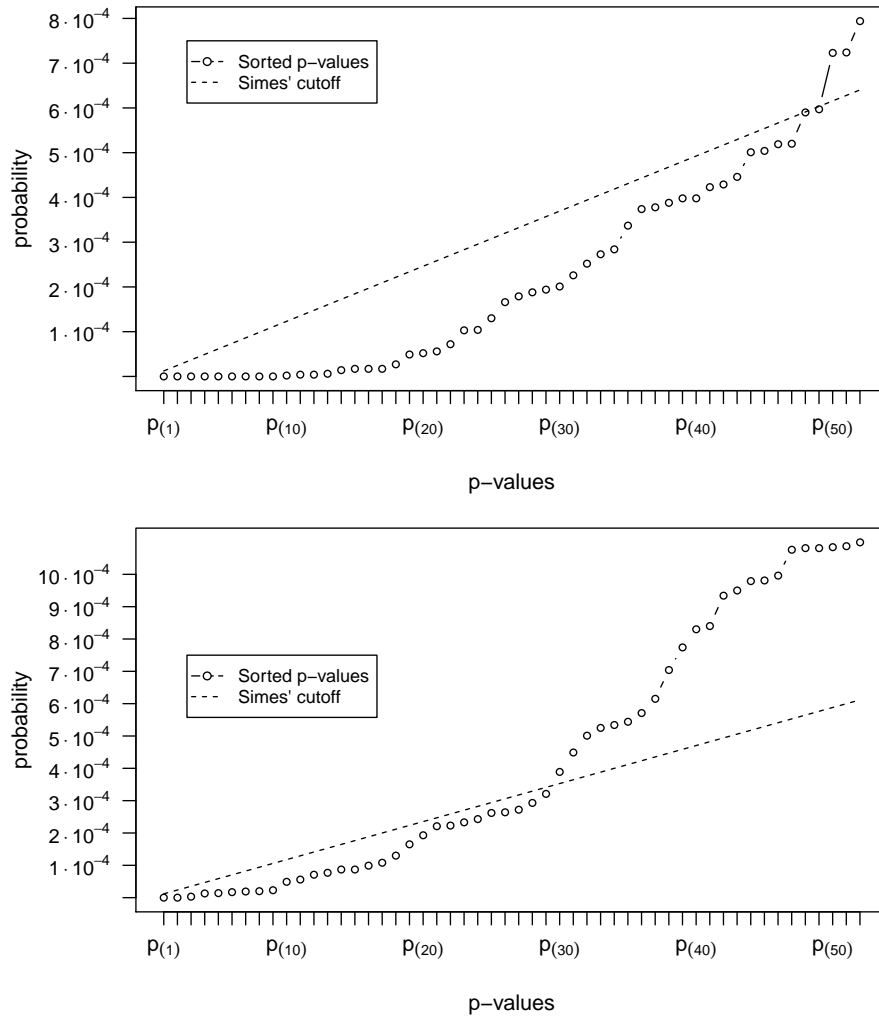 8·10⁻⁴
7·10⁻⁴
6·10⁻⁴
5·10⁻⁴
4·10⁻⁴
3·10⁻⁴
2·10⁻⁴
1·10⁻⁴
probability
Sorted p−values
Simes' cutoff
p(1) p(10) p(20) p(30) p(40) p(50)
p−values
10·10⁻⁴
9·10⁻⁴
8·10⁻⁴
7·10⁻⁴
6·10⁻⁴
5·10⁻⁴
4·10⁻⁴
3·10⁻⁴
2·10⁻⁴
1·10⁻⁴
probability
Sorted p−values
Simes' cutoff
p(1) p(10) p(20) p(30) p(40) p(50)
p−values